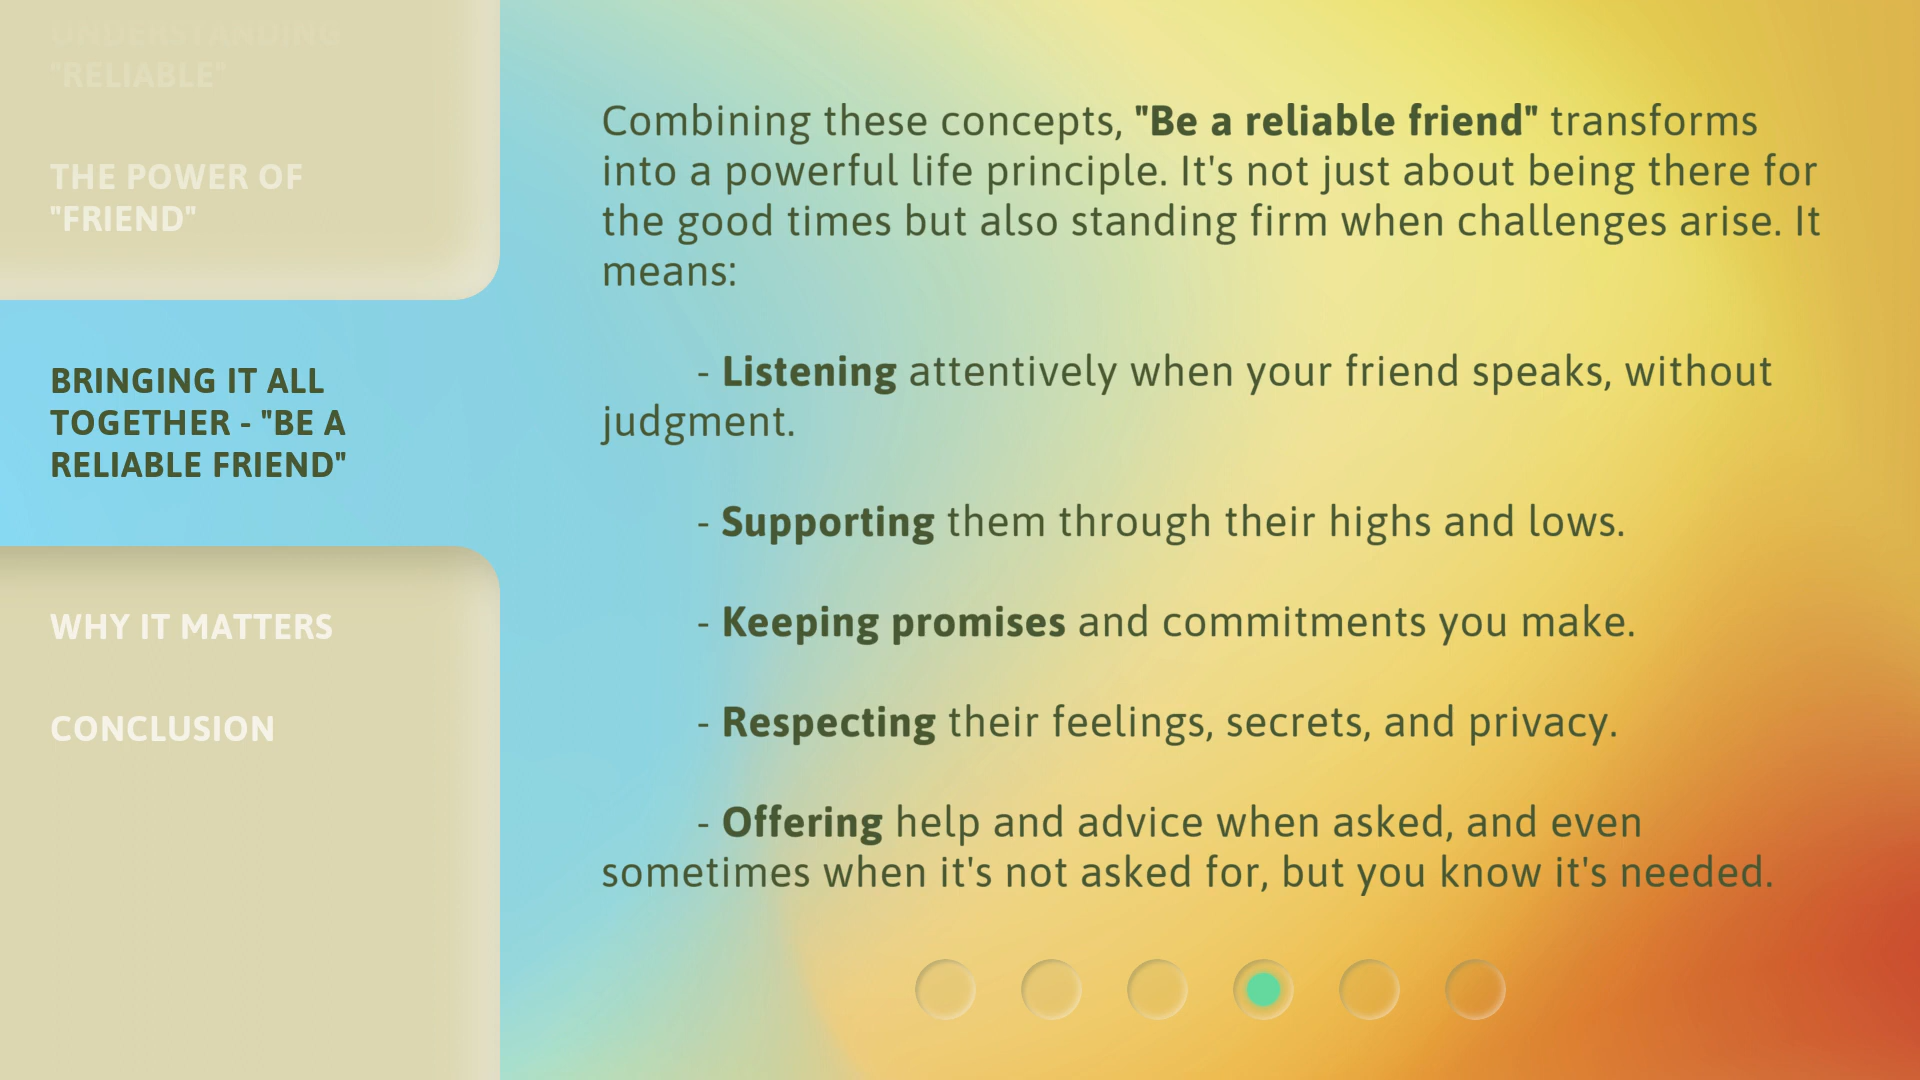 UNDERSTANDING
"RELIABLE"
THE POWER OF
"FRIEND"
BRINGING IT ALL
TOGETHER - "BE A
RELIABLE FRIEND"
WHY IT MATTERS
CONCLUSION
Combining these concepts, "Be a reliable friend" transforms
into a powerful life principle. It's not just about being there for
the good times but also standing firm when challenges arise. It
means:
- Listening attentively when your friend speaks, without
judgment.
- Supporting them through their highs and lows.
- Keeping promises and commitments you make.
- Respecting their feelings, secrets, and privacy.
- Offering help and advice when asked, and even
sometimes when it's not asked for, but you know it's needed.